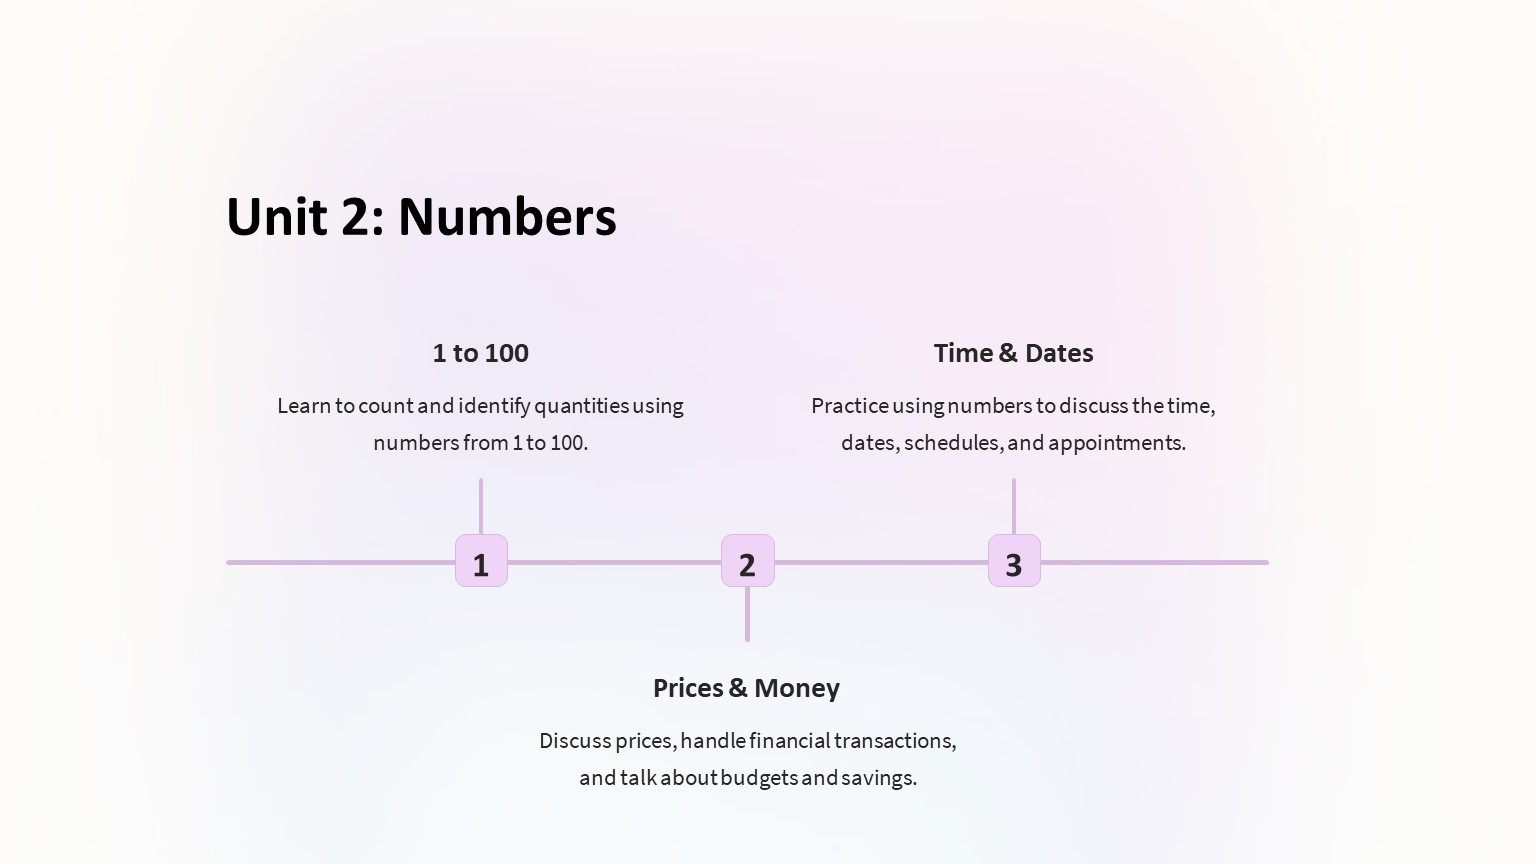 Unit 2: Numbers
1 to 100
Learn to count and identify quantities using
numbers from 1 to 100.
Time & Dates
Practice using numbers to discuss the time,
dates, schedules, and appointments.
1
2
3
Prices & Money
Discuss prices, handle financial transactions,
and talk about budgets and savings.